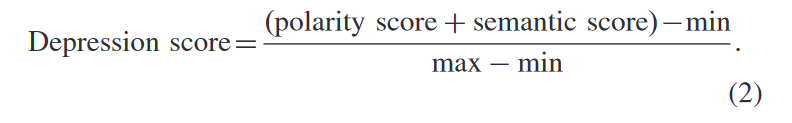 (polarity score + semantic score)−min
Depression score=
max − min
.
(2)